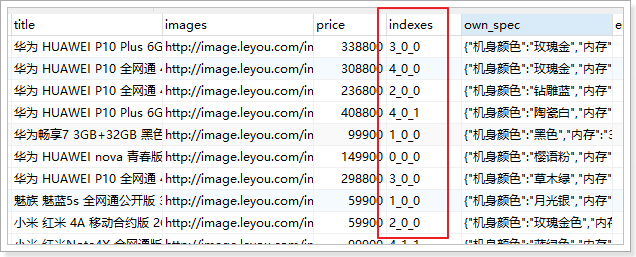 title images price indexes own_spec e
华为 HUAWEI P10 Plus 6G http://image.leyou.com/in 338800 3_0_0 {"机身颜色":"玫瑰金","内存"
华为 HUAWEI P10 全网通 4 http://image.leyou.com/in 308800 4_0_0 {"机身颜色":"玫瑰金","内存"
华为 HUAWEI P10 全网通 4 http://image.leyou.com/in 236800 2_0_0 {"机身颜色":"钻雕蓝","内存"
华为 HUAWEI P10 Plus 6G http://image.leyou.com/in 408800 4_0_1 {"机身颜色":"陶瓷白","内存"
华为畅享7 3GB+32GB 黑色 http://image.leyou.com/in 99900 1_0_0 {"机身颜色":"黑色","内存":"3
华为 HUAWEI nova 青春版 http://image.leyou.com/in 149900 0_0_0 {"机身颜色":"樱语粉","内存"
华为 HUAWEI P10 全网通 4 http://image.leyou.com/in 298800 3_0_0 {"机身颜色":"草木绿","内存"
魅族 魅蓝5s 全网通公开版 3 http://image.leyou.com/in 59900 1_0_0 {"机身颜色":"月光银","内存"
小米 红米 4A 移动合约版 2G http://image.leyou.com/in 59900 2_0_0 {"机身颜色":"玫瑰金色","内存
小米 红米Note4X 全网通版 http://image.leyou.com/in 99900 4_1_1 {"机身颜色":"蓝绿色","内存"